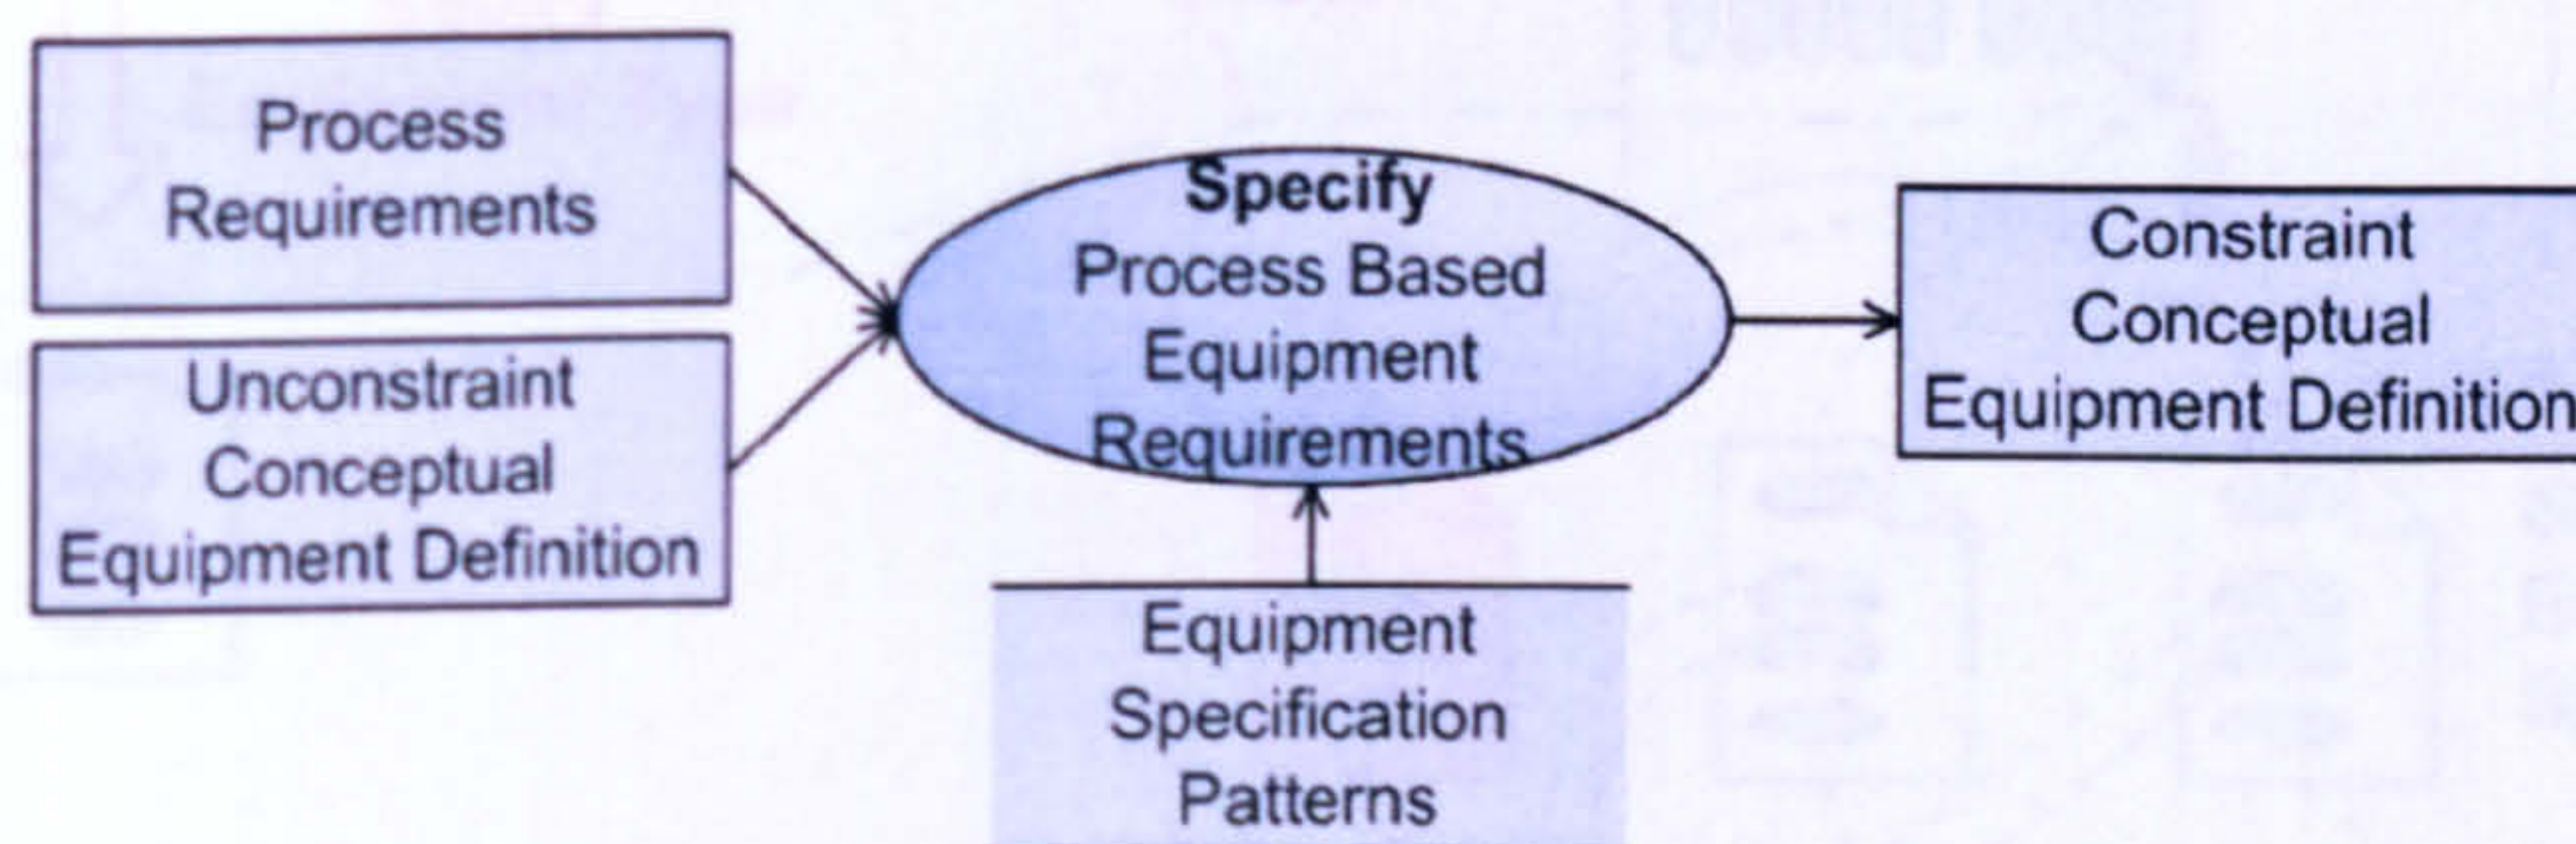 Process
Requirements
Unconstraint
Conceptual
Equipment Definition
Specify
Process Based
Equipment
Requirements
Equipment
Specification
Patterns
Constraint
Conceptual
Equipment Definition